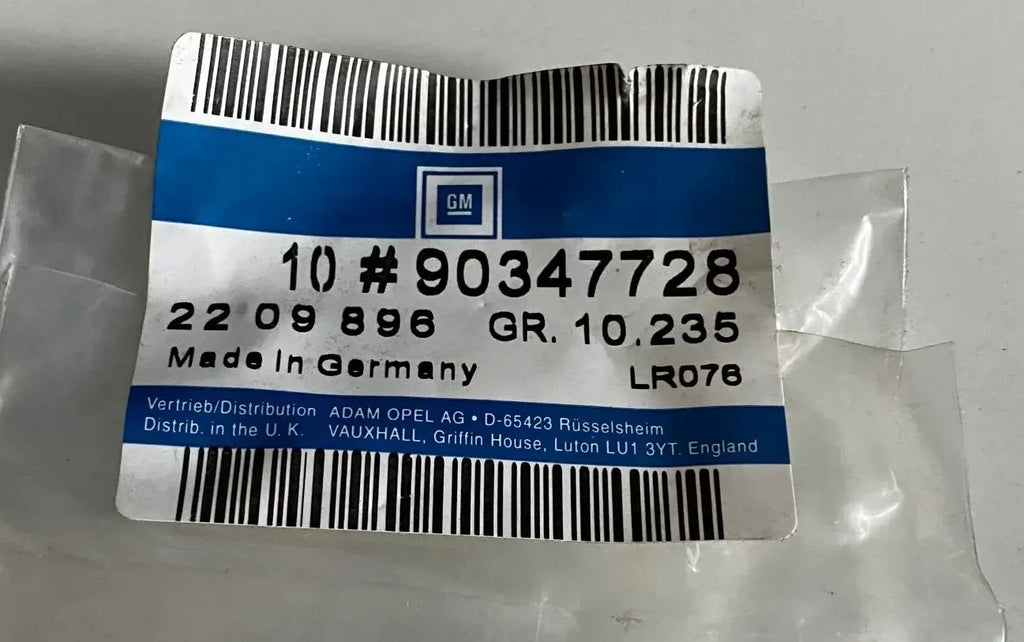 GM
10 # 90347728
22 09 896 GR. 10.235
Made In Germany LR076
Vertrieb/Distribution ADAM OPEL AG • D-65423 Rüsselsheim
Distrib. in the U. K. VAUXHALL, Griffin House, Luton LU1 3YT. England